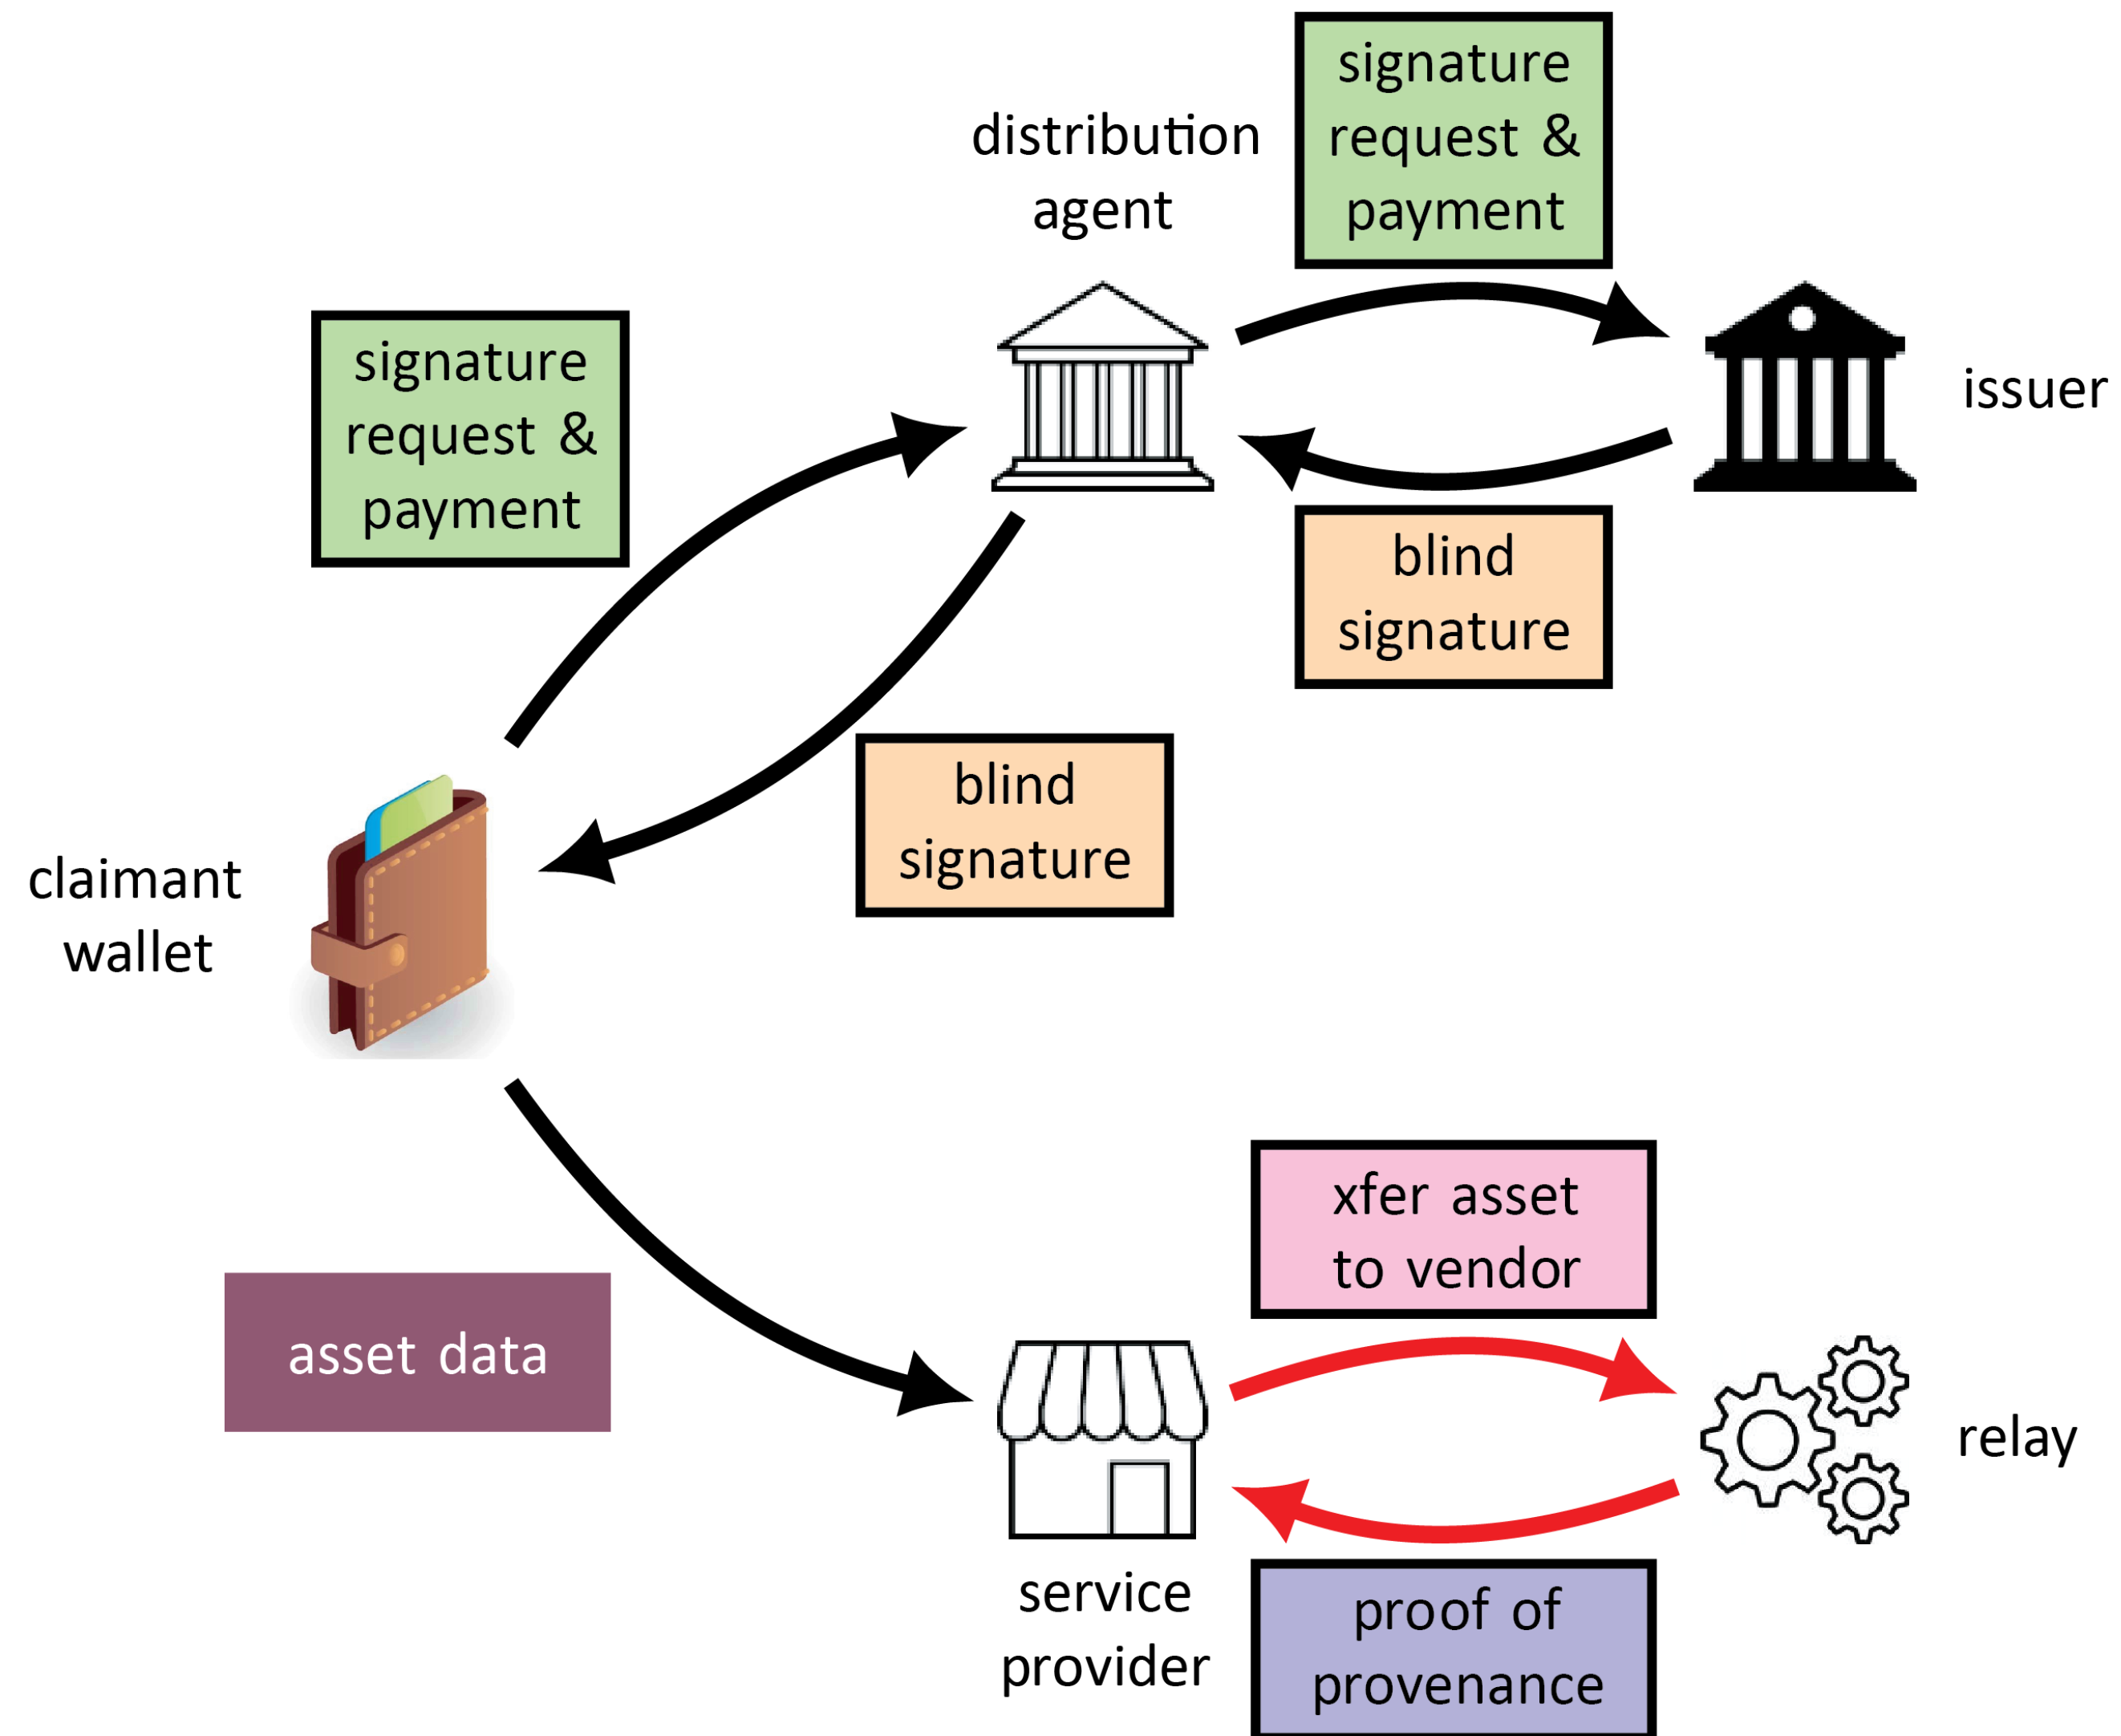 signature
request &
payment
distribution
agent
issuer
signature
request &
payment
blind
signature
blind
signature
claimant
wallet
xfer asset
to vendor
asset data
relay
service
provider
proof of
provenance